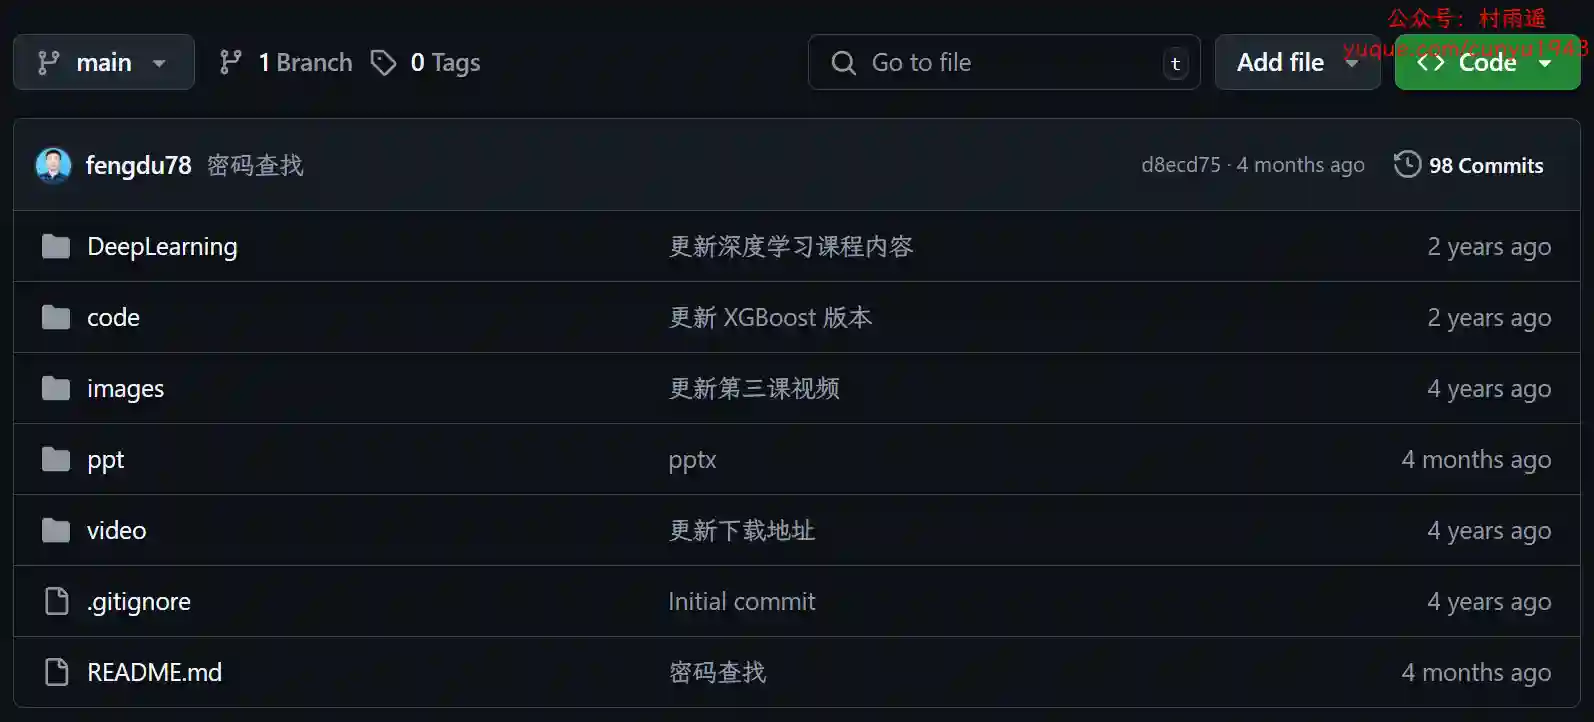 公众号：村雨遥
yuque.com/cunyu1943
main 1 Branch 0 Tags Go to file t Add file Code
fengdu78 密码查找 d8ecd75 · 4 months ago 98 Commits
DeepLearning 更新深度学习课程内容 2 years ago
code 更新 XGBoost 版本 2 years ago
images 更新第三课视频 4 years ago
ppt pptx 4 months ago
video 更新下载地址 4 years ago
.gitignore Initial commit 4 years ago
README.md 密码查找 4 months ago